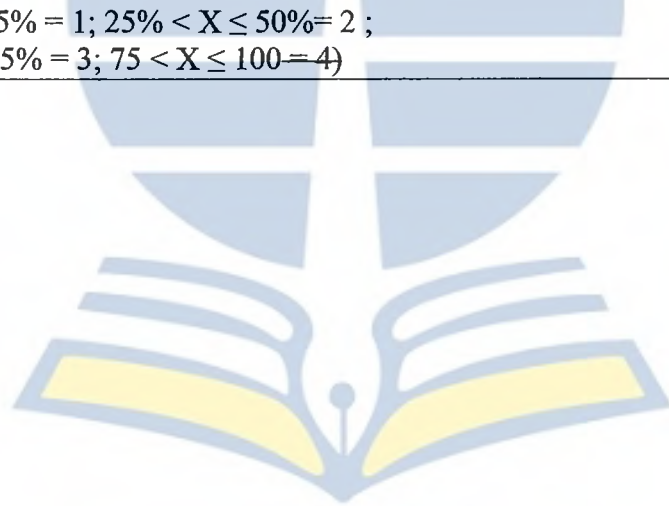 5% = 1; 25% < X ≤ 50%= 2 ;
5% = 3; 75 < X ≤ 100 = 4)